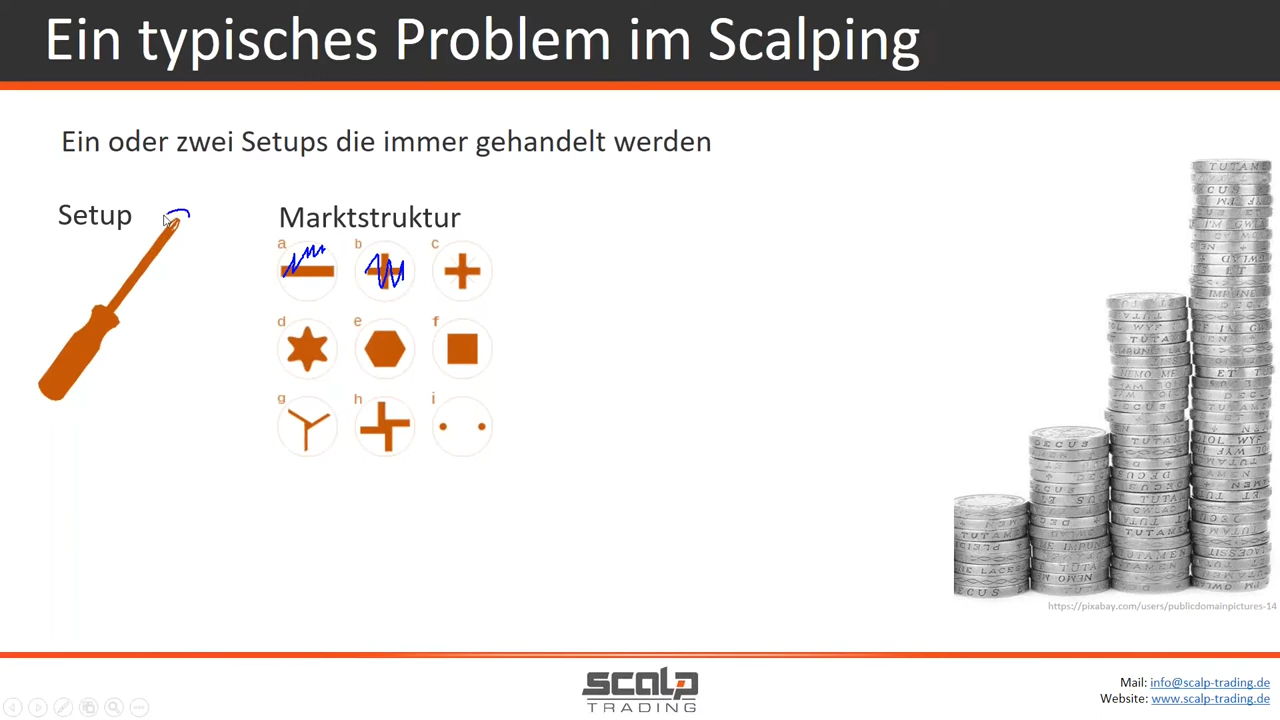 Ein typisches Problem im Scalping
Ein oder zwei Setups die immer gehandelt werden
Setup
Marktstruktur
a b c
d e f
g h i
https://pixabay.com/users/publicdomainpictures-14
SCALP
TRADING
Mail: info@scalp-trading.de
Website: www.scalp-trading.de